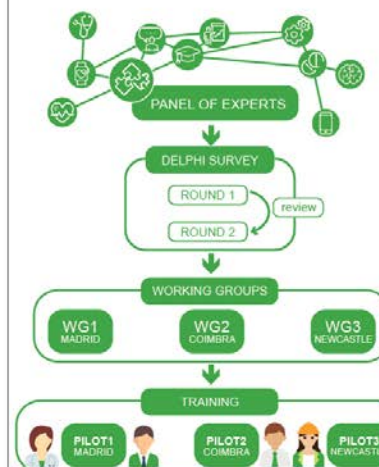 PANEL OF EXPERTS
DELPHI SURVEY
ROUND 1
review
ROUND 2
WORKING GROUPS
WG1 WG2 WG3
MADRID COIMBRA NEWCASTLE
TRAINING
PILOT1 PILOT2 PILOT3
MADRID COIMBRA NEWCASTLE